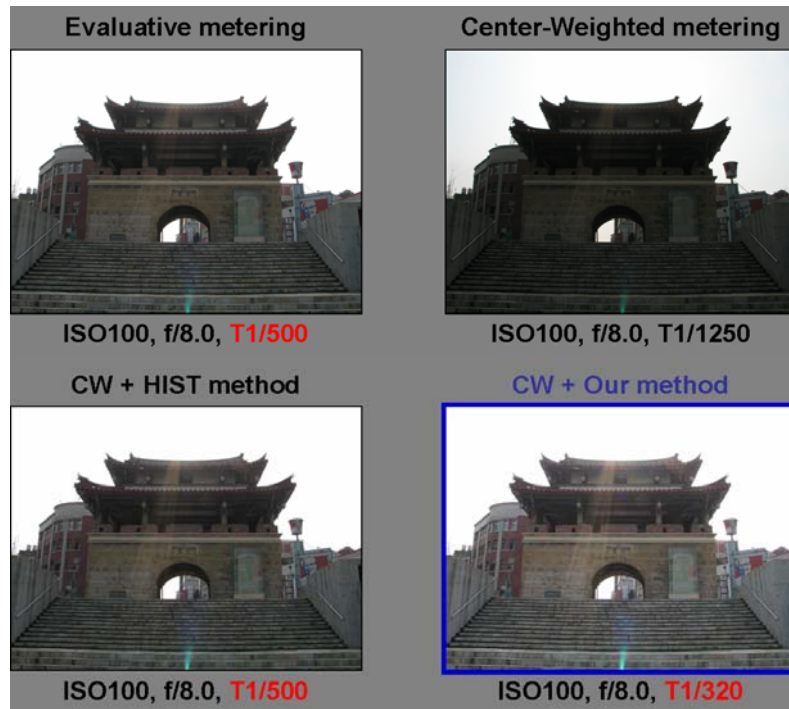 Evaluative metering
Center-Weighted metering
ISO100, f/8.0, T1/500
ISO100, f/8.0, T1/1250
CW + HIST method
CW + Our method
ISO100, f/8.0, T1/500
ISO100, f/8.0, T1/320